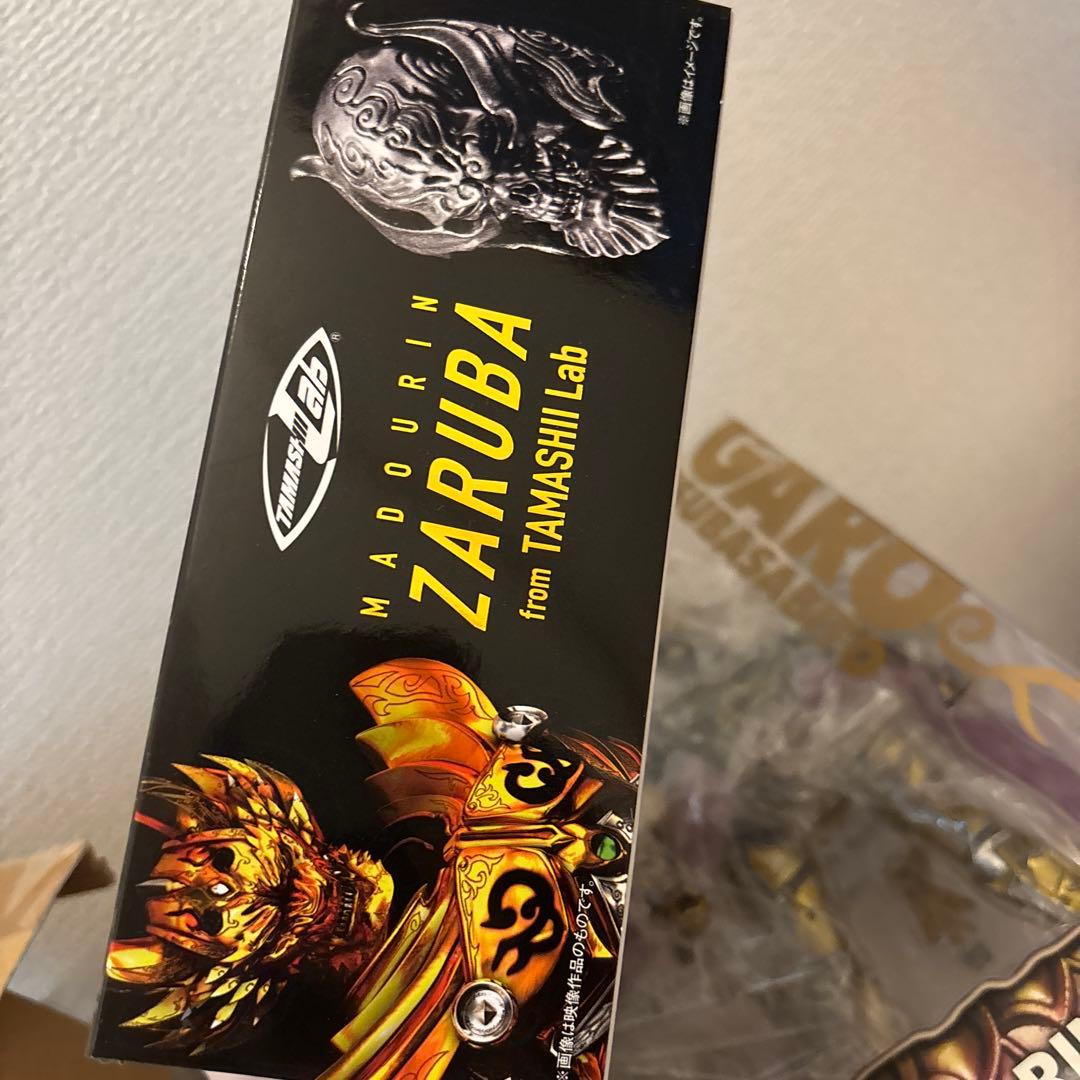 ※画像はイメージです。
TAMASHII Lab
®
MADOURIN
ZARUBA
from TAMASHII Lab
※画像は映像作品のものです。
GARO